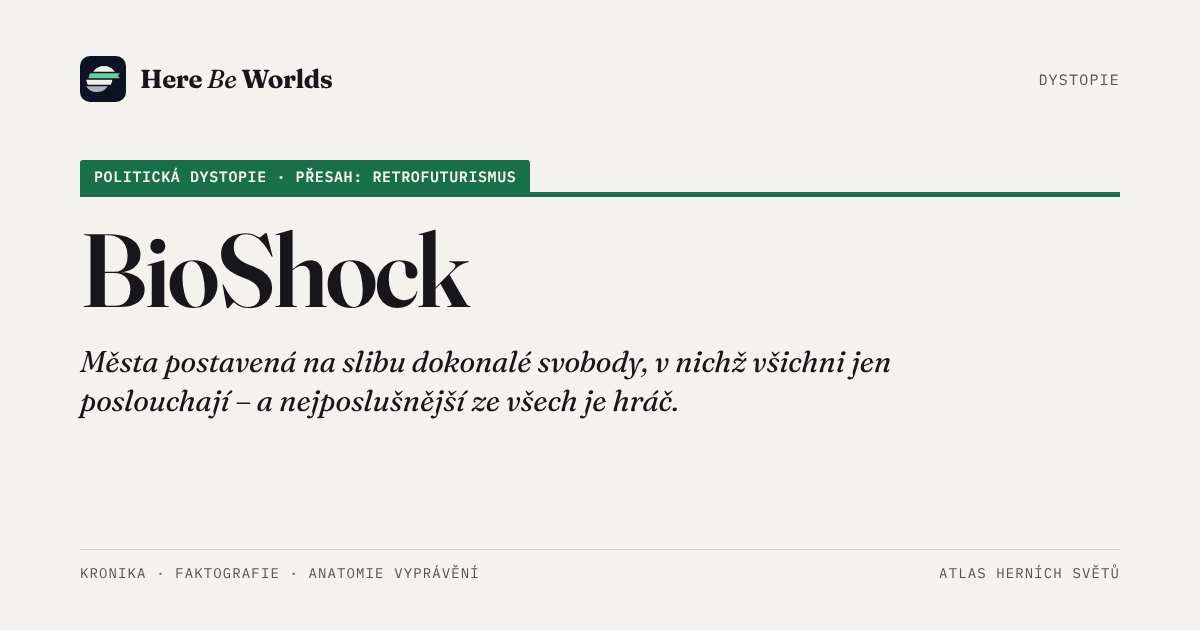 Here Be Worlds
DYSTOPIE
POLITICKÁ DYSTOPIE · PŘESAH: RETROFUTURISMUS
BioShock
Města postavená na slibu dokonalé svobody, v nichž všichni jen
poslouchají – a nejposlušnější ze všech je hráč.
KRONIKA · FAKTOGRAFIE · ANATOMIE VYPRÁVĚNÍ
ATLAS HERNÍCH SVĚTŮ